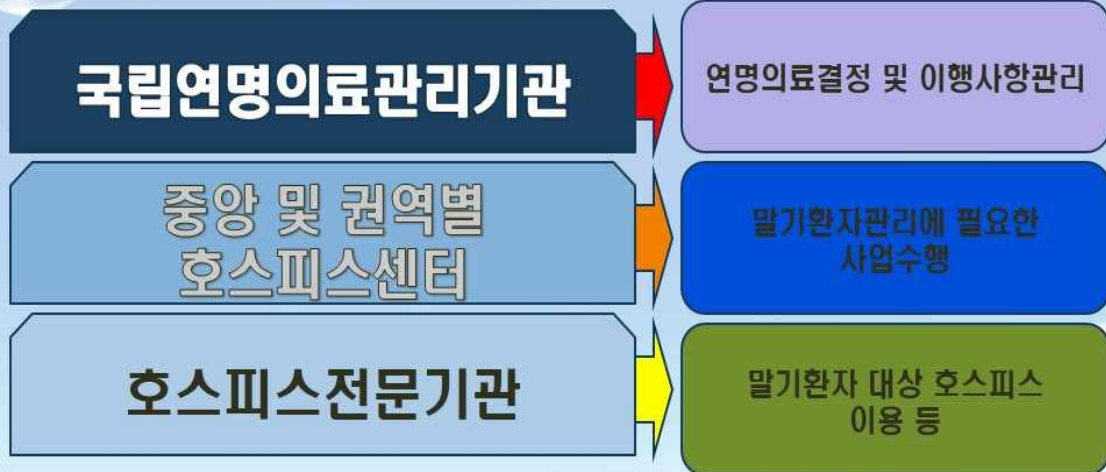 국립연명의료관리기관
연명의료결정 및 이행사항관리
중앙 및 권역별
호스피스센터
말기환자관리에 필요한
사업수행
호스피스전문기관
말기환자 대상 호스피스
이용 등